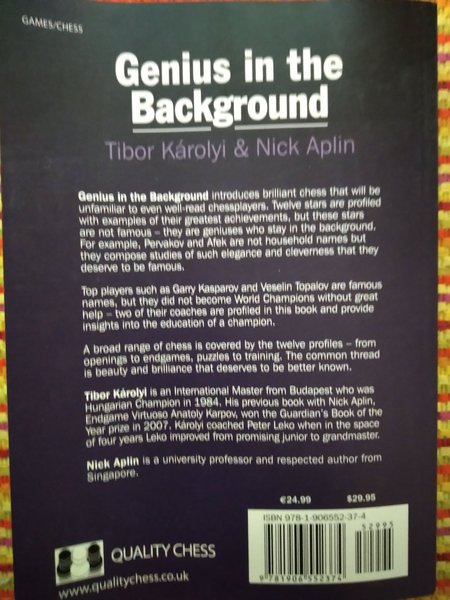 GAMES/CHESS
Genius in the
Background
Tibor Károlyi & Nick Aplin
Genius in the Background introduces brilliant chess that will be
unfamiliar to even well-read chessplayers. Twelve stars are profiled
with examples of their greatest achievements, but these stars
are not famous – they are geniuses who stay in the background.
For example, Pervakov and Afek are not household names but
they compose studies of such elegance and cleverness that they
deserve to be famous.
Top players such as Garry Kasparov and Veselin Topalov are famous
names, but they did not become World Champions without great
help – two of their coaches are profiled in this book and provide
insights into the education of a champion.
A broad range of chess is covered by the twelve profiles – from
openings to endgames, puzzles to training. The common thread
is beauty and brilliance that deserves to be better known.
Tibor Károlyi is an International Master from Budapest who was
Hungarian Champion in 1984. His previous book with Nick Aplin,
Endgame Virtuoso Anatoly Karpov, won the Guardian's Book of the
Year prize in 2007. Károlyi coached Peter Leko when in the space
of four years Leko improved from promising junior to grandmaster.
Nick Aplin is a university professor and respected author from
Singapore.
€24.99 $29.95
ISBN 978-1-906552-37-4
52995
9 781906 552374
QUALITY CHESS
www.qualitychess.co.uk